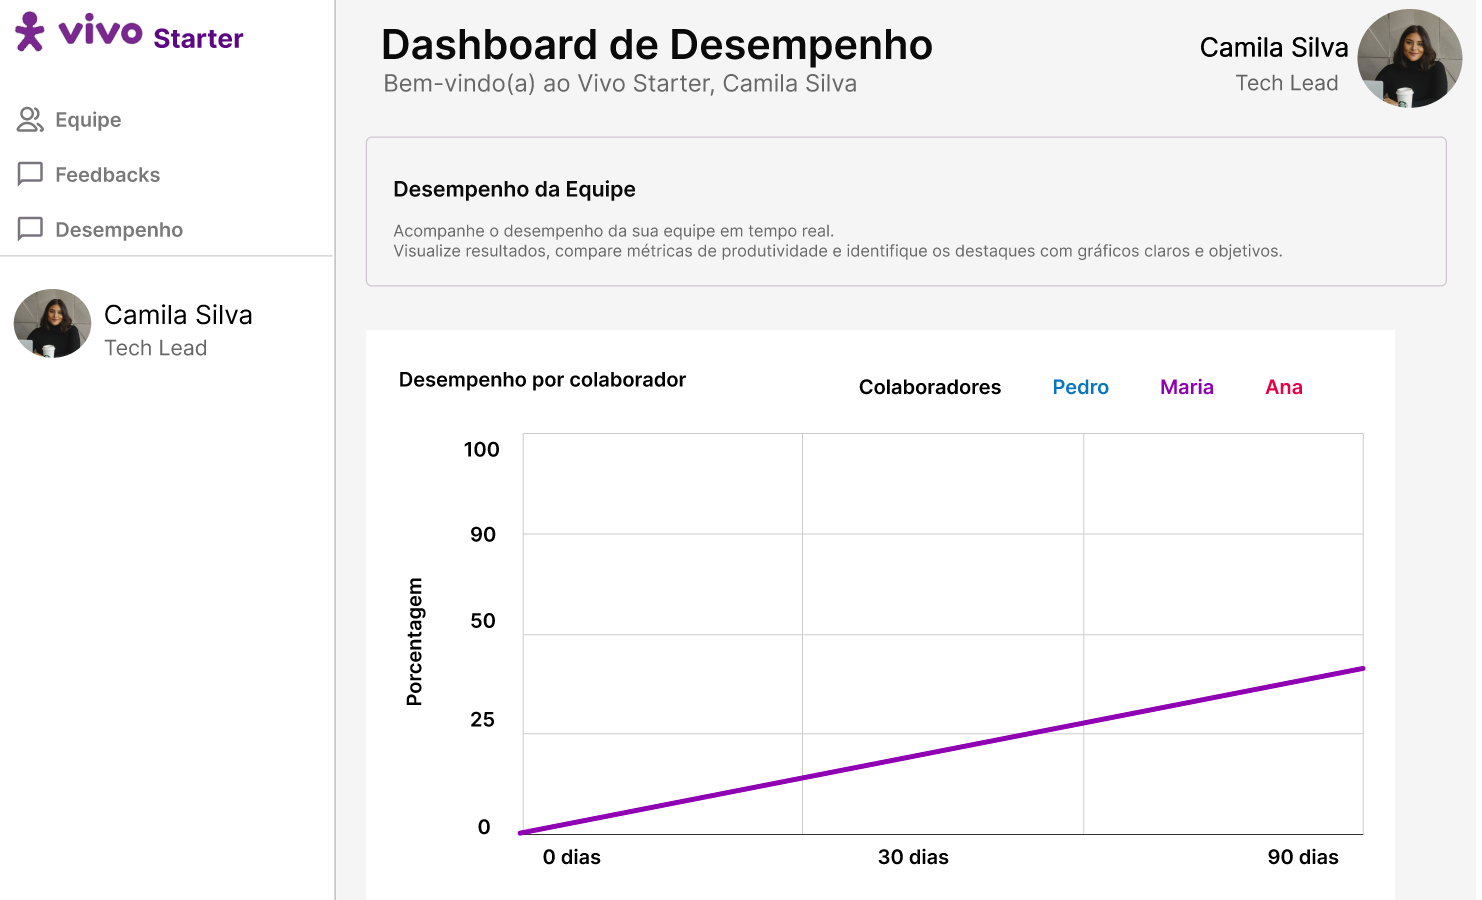 vivo Starter
Equipe
Feedbacks
Desempenho
Camila Silva
Tech Lead
Dashboard de Desempenho
Bem-vindo(a) ao Vivo Starter, Camila Silva
Camila Silva
Tech Lead
Desempenho da Equipe
Acompanhe o desempenho da sua equipe em tempo real.
Visualize resultados, compare métricas de produtividade e identifique os destaques com gráficos claros e objetivos.
Desempenho por colaborador
Colaboradores Pedro Maria Ana
100
90
50
25
0
Porcentagem
0 dias 30 dias 90 dias